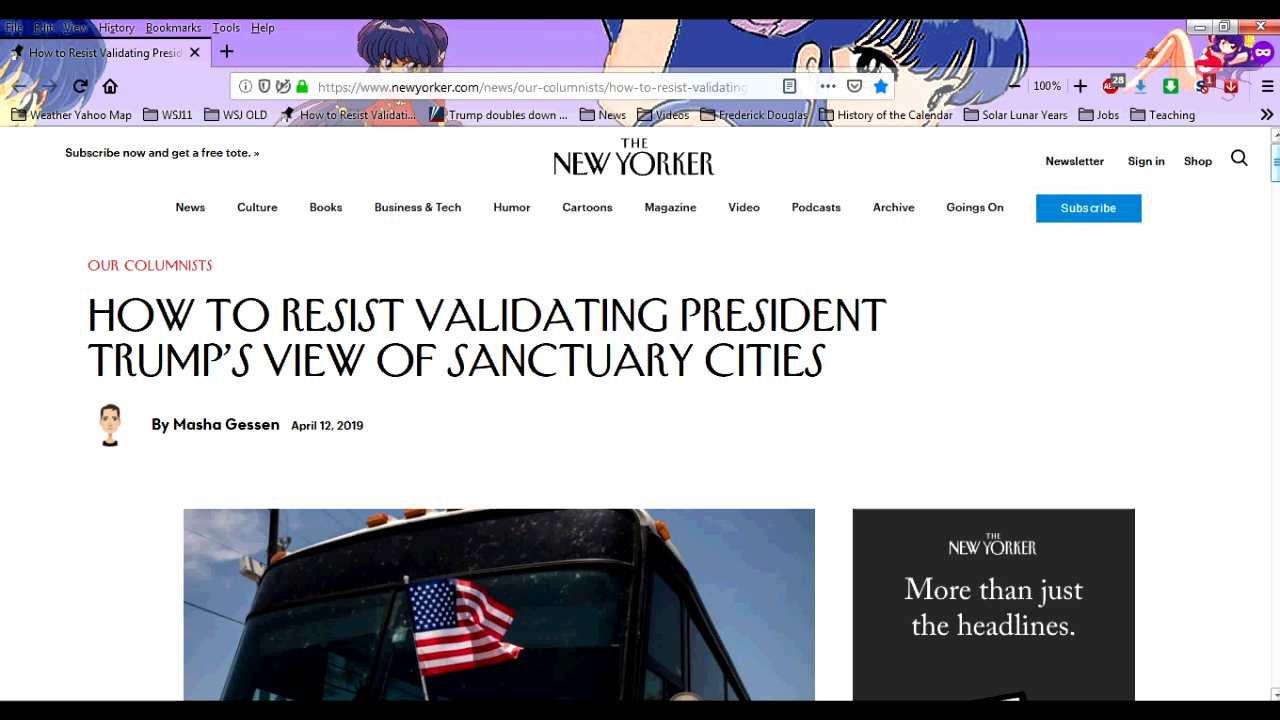 File Edit View History Bookmarks Tools Help
How to Resist Validating Presid
https://www.newyorker.com/news/our-columnists/how-to-resist-validating
100%
28
1
Weather Yahoo Map WSJ11 WSJ OLD How to Resist Validati... Trump doubles down ... News Videos Frederick Douglas History of the Calendar Solar Lunar Years Jobs Teaching
Subscribe now and get a free tote. »
THE
NEW YORKER
Newsletter Sign in Shop
News Culture Books Business & Tech Humor Cartoons Magazine Video Podcasts Archive Goings On Subscribe
OUR COLUMNISTS
HOW TO RESIST VALIDATING PRESIDENT
TRUMP'S VIEW OF SANCTUARY CITIES
By Masha Gessen April 12, 2019
THE
NEW YORKER
More than just
the headlines.